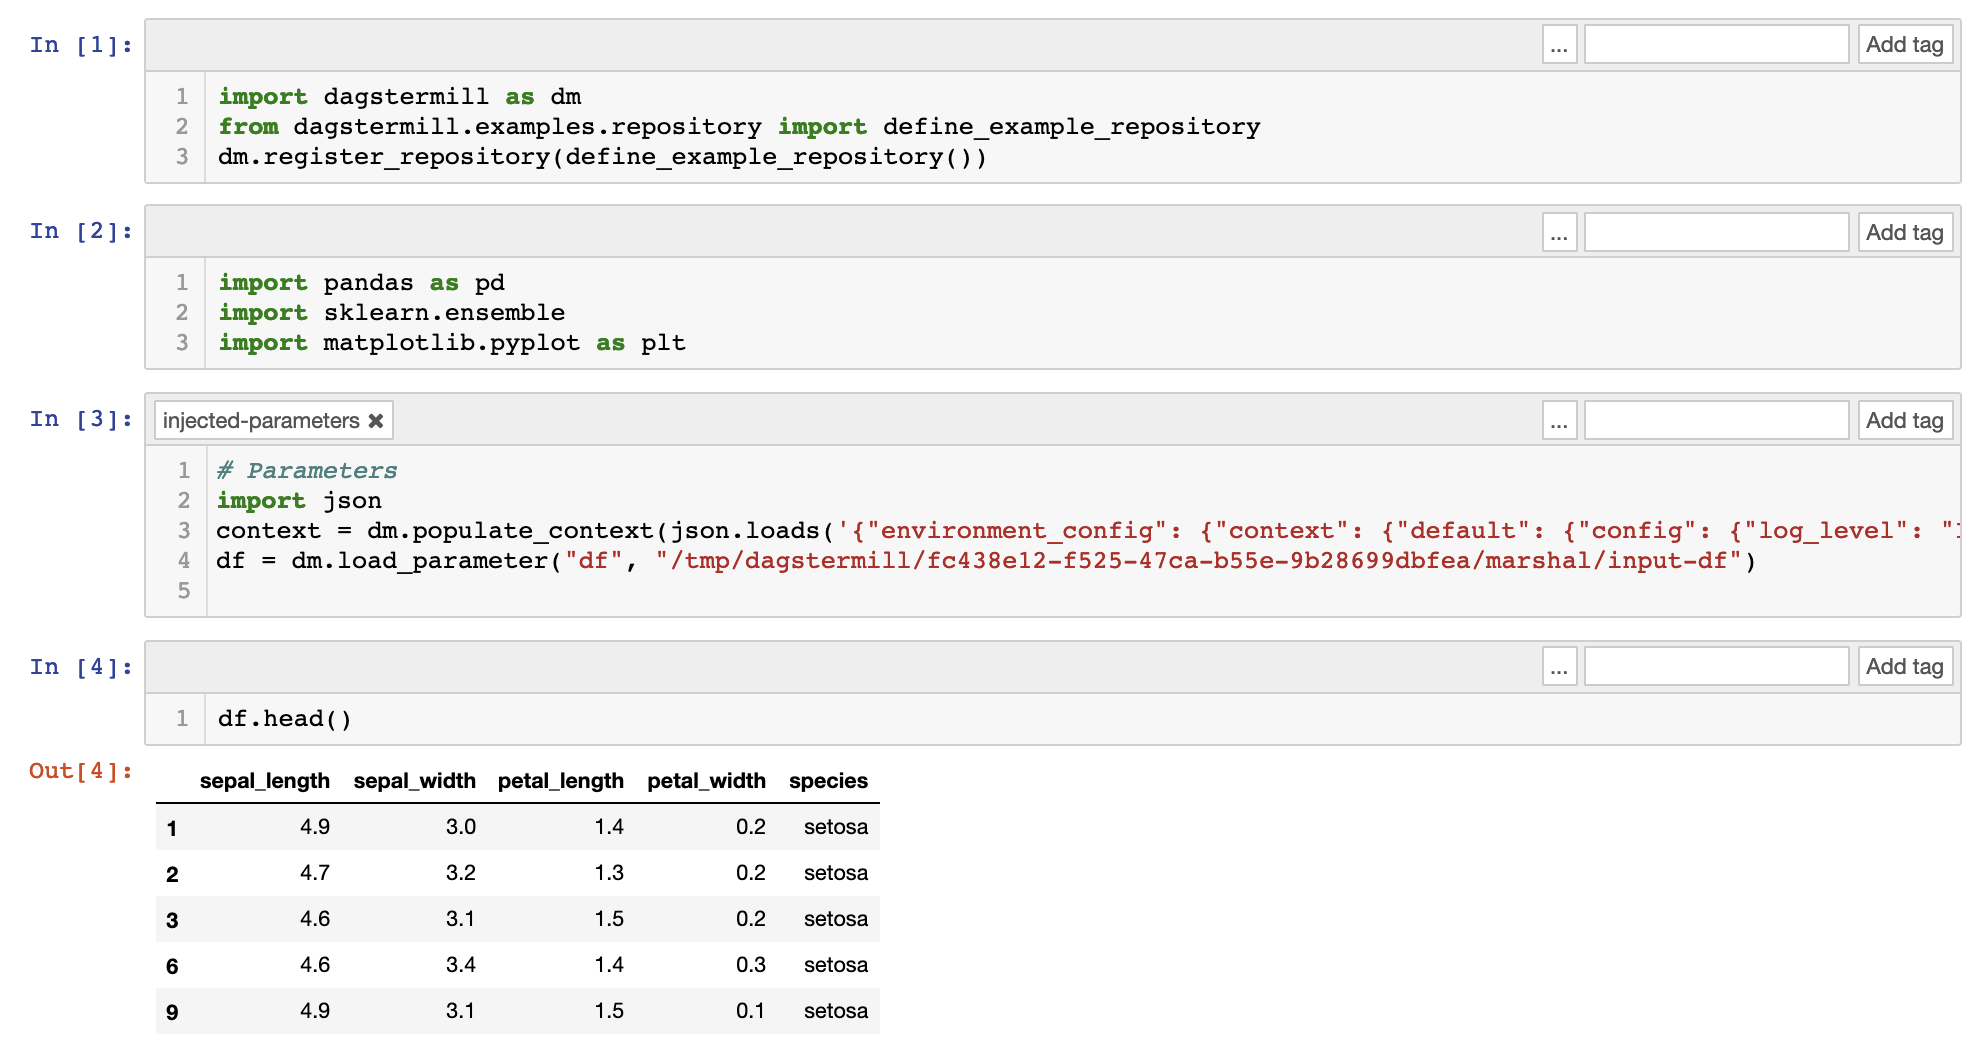 In [1]:
... Add tag
1 import dagstermill as dm
2 from dagstermill.examples.repository import define_example_repository
3 dm.register_repository(define_example_repository())
In [2]:
... Add tag
1 import pandas as pd
2 import sklearn.ensemble
3 import matplotlib.pyplot as plt
In [3]:
injected-parameters ✖ ... Add tag
1 # Parameters
2 import json
3 context = dm.populate_context(json.loads('{"environment_config": {"context": {"default": {"config": {"log_level": "
4 df = dm.load_parameter("df", "/tmp/dagstermill/fc438e12-f525-47ca-b55e-9b28699dbfea/marshal/input-df")
5
In [4]:
... Add tag
1 df.head()
Out[4]:
sepal_length sepal_width petal_length petal_width species
1 4.9 3.0 1.4 0.2 setosa
2 4.7 3.2 1.3 0.2 setosa
3 4.6 3.1 1.5 0.2 setosa
6 4.6 3.4 1.4 0.3 setosa
9 4.9 3.1 1.5 0.1 setosa